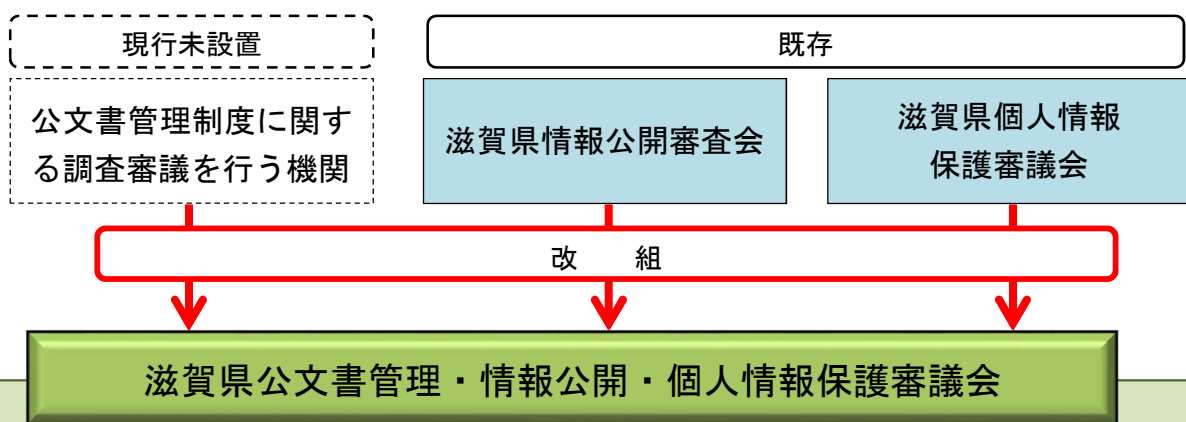 現行未設置
既存
公文書管理制度に関す
る調査審議を行う機関
滋賀県情報公開審査会
滋賀県個人情報
保護審議会
改　組
滋賀県公文書管理・情報公開・個人情報保護審議会